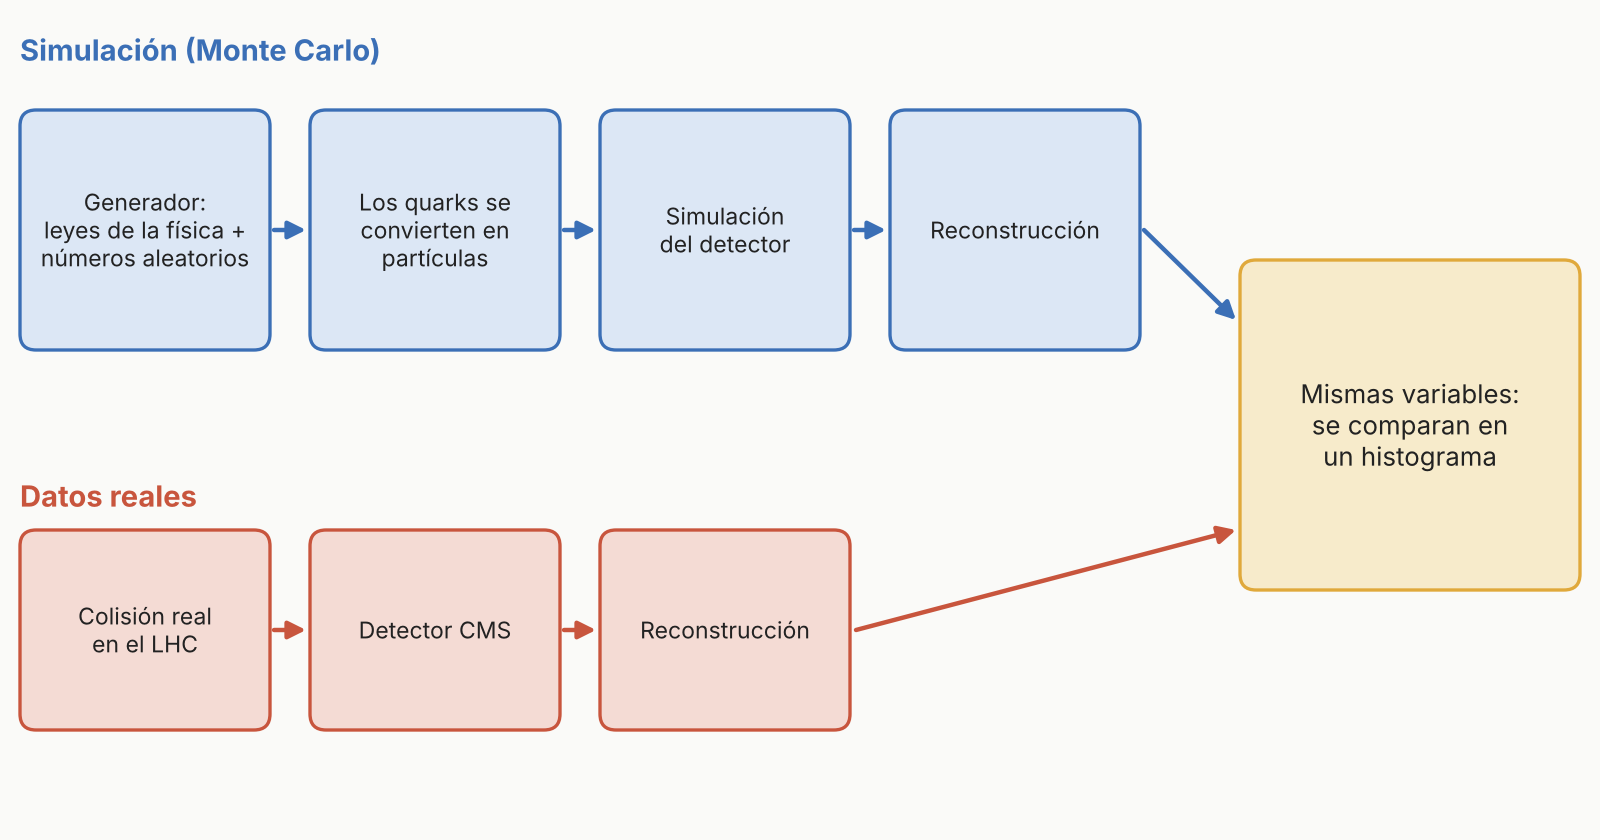 Simulación (Monte Carlo)
Generador:
leyes de la física +
números aleatorios
Los quarks se
convierten en
partículas
Simulación
del detector
Reconstrucción
Mismas variables:
se comparan en
un histograma
Datos reales
Colisión real
en el LHC
Detector CMS
Reconstrucción